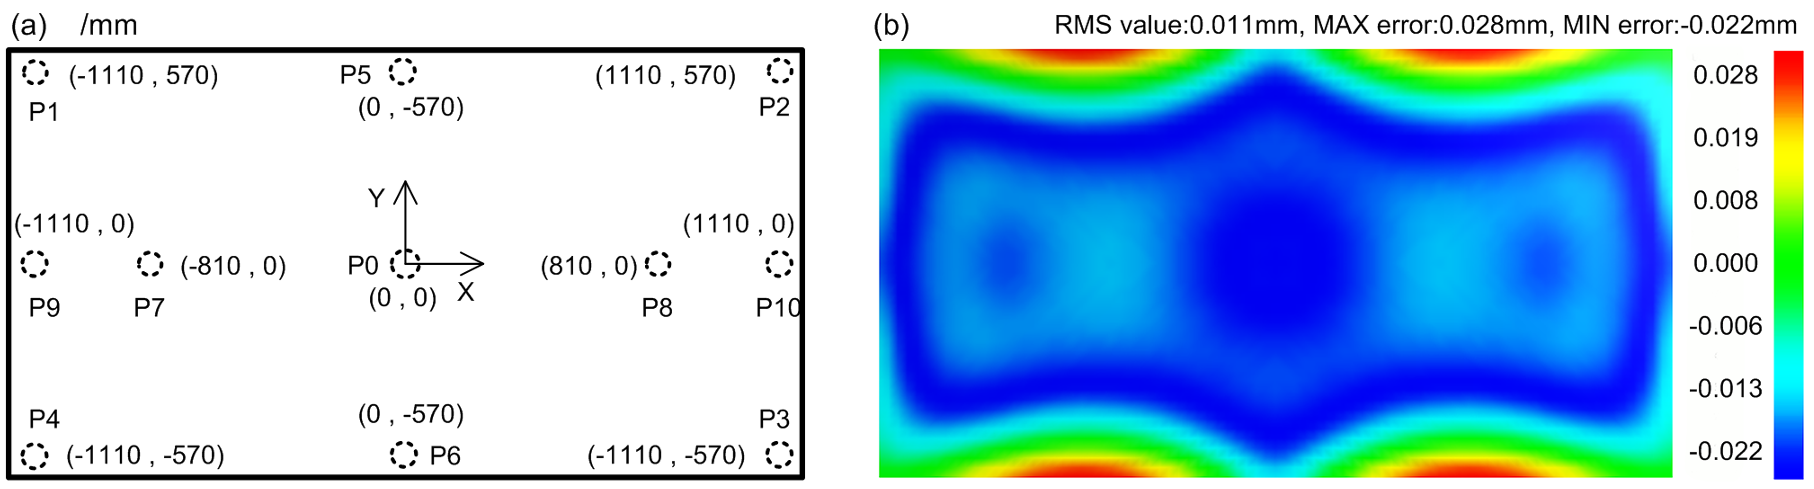 (a) /mm
(-1110 , 570)
P5
(1110 , 570)
P1
(0 , -570)
P2
Y
(-1110 , 0)
(1110 , 0)
(-810 , 0)
P0
(810 , 0)
X
(0 , 0)
P9
P7
P8
P10
P4
(0 , -570)
P3
(-1110 , -570)
P6
(-1110 , -570)
(b)
RMS value:0.011mm, MAX error:0.028mm, MIN error:-0.022mm
0.028
0.019
0.008
0.000
-0.006
-0.013
-0.022